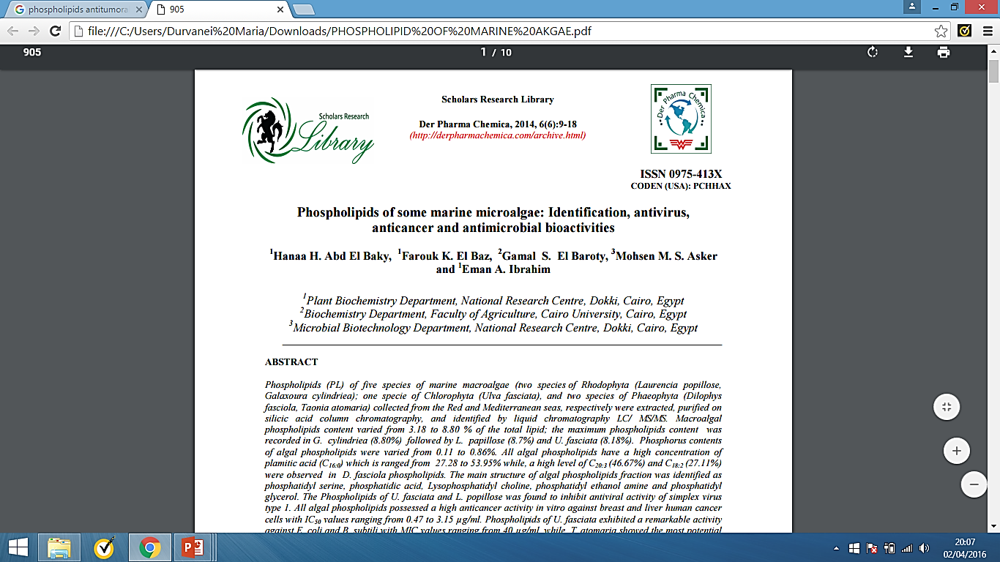 phospholipids antitumora
905
file:///C:/Users/Durvanei%20Maria/Downloads/PHOSPHOLIPID%20OF%20MARINE%20AKGAE.pdf
905
1 / 10
Scholars Research
Library
Scholars Research Library
Der Pharma Chemica, 2014, 6(6):9-18
(http://derpharmachemica.com/archive.html)
Der Pharma Chemica
ISSN 0975-413X
CODEN (USA): PCHHAX
Phospholipids of some marine microalgae: Identification, antivirus,
anticancer and antimicrobial bioactivities
1Hanaa H. Abd El Baky, 1Farouk K. El Baz, 2Gamal S. El Baroty, 3Mohsen M. S. Asker
and 1Eman A. Ibrahim
1Plant Biochemistry Department, National Research Centre, Dokki, Cairo, Egypt
2Biochemistry Department, Faculty of Agriculture, Cairo University, Cairo, Egypt
3Microbial Biotechnology Department, National Research Centre, Dokki, Cairo, Egypt
ABSTRACT
Phospholipids (PL) of five species of marine macroalgae (two species of Rhodophyta (Laurencia popillose,
Galaxoura cylindriea); one specie of Chlorophyta (Ulva fasciata), and two species of Phaeophyta (Dilophys
fasciola, Taonia atomaria) collected from the Red and Mediterranean seas, respectively were extracted, purified on
silicic acid column chromatography, and identified by liquid chromatography LC/ MS/MS. Macroalgal
phospholipids content varied from 3.18 to 8.80 % of the total lipid; the maximum phospholipids content was
recorded in G. cylindriea (8.80%) followed by L. papillose (8.7%) and U. fasciata (8.18%). Phosphorus contents
of algal phospholipids were varied from 0.11 to 0.86%. All algal phospholipids have a high concentration of
plamitic acid (C16:0) which is ranged from 27.28 to 53.95% while, a high level of C20:3 (46.67%) and C18:2 (27.11%)
were observed in D. fasciola phospholipids. The main structure of algal phospholipids fraction was identified as
phosphatidyl serine, phosphatidic acid, Lysophosphatidyl choline, phosphatidyl ethanol amine and phosphatidyl
glycerol. The Phospholipids of U. fasciata and L. popillose was found to inhibit antiviral activity of simplex virus
type 1. All algal phospholipids possessed a high anticancer activity in vitro against breast and liver human cancer
cells with IC50 values ranging from 0.47 to 3.15 µg/ml. Phospholipids of U. fasciata exhibited a remarkable activity
against E. coli and B. subtili with MIC values ranging from 40 µg/ml, while, T. atomaria showed the most potential
20:07
02/04/2016